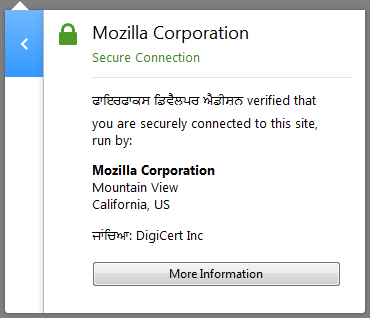 Mozilla Corporation
Secure Connection
ਫਾਇਰਫਾਕਸ ਡਿਵੈਲਪਰ ਐਡੀਸ਼ਨ verified that
you are securely connected to this site,
run by:
Mozilla Corporation
Mountain View
California, US
ਜਾਂਚਿਆ: DigiCert Inc
More Information